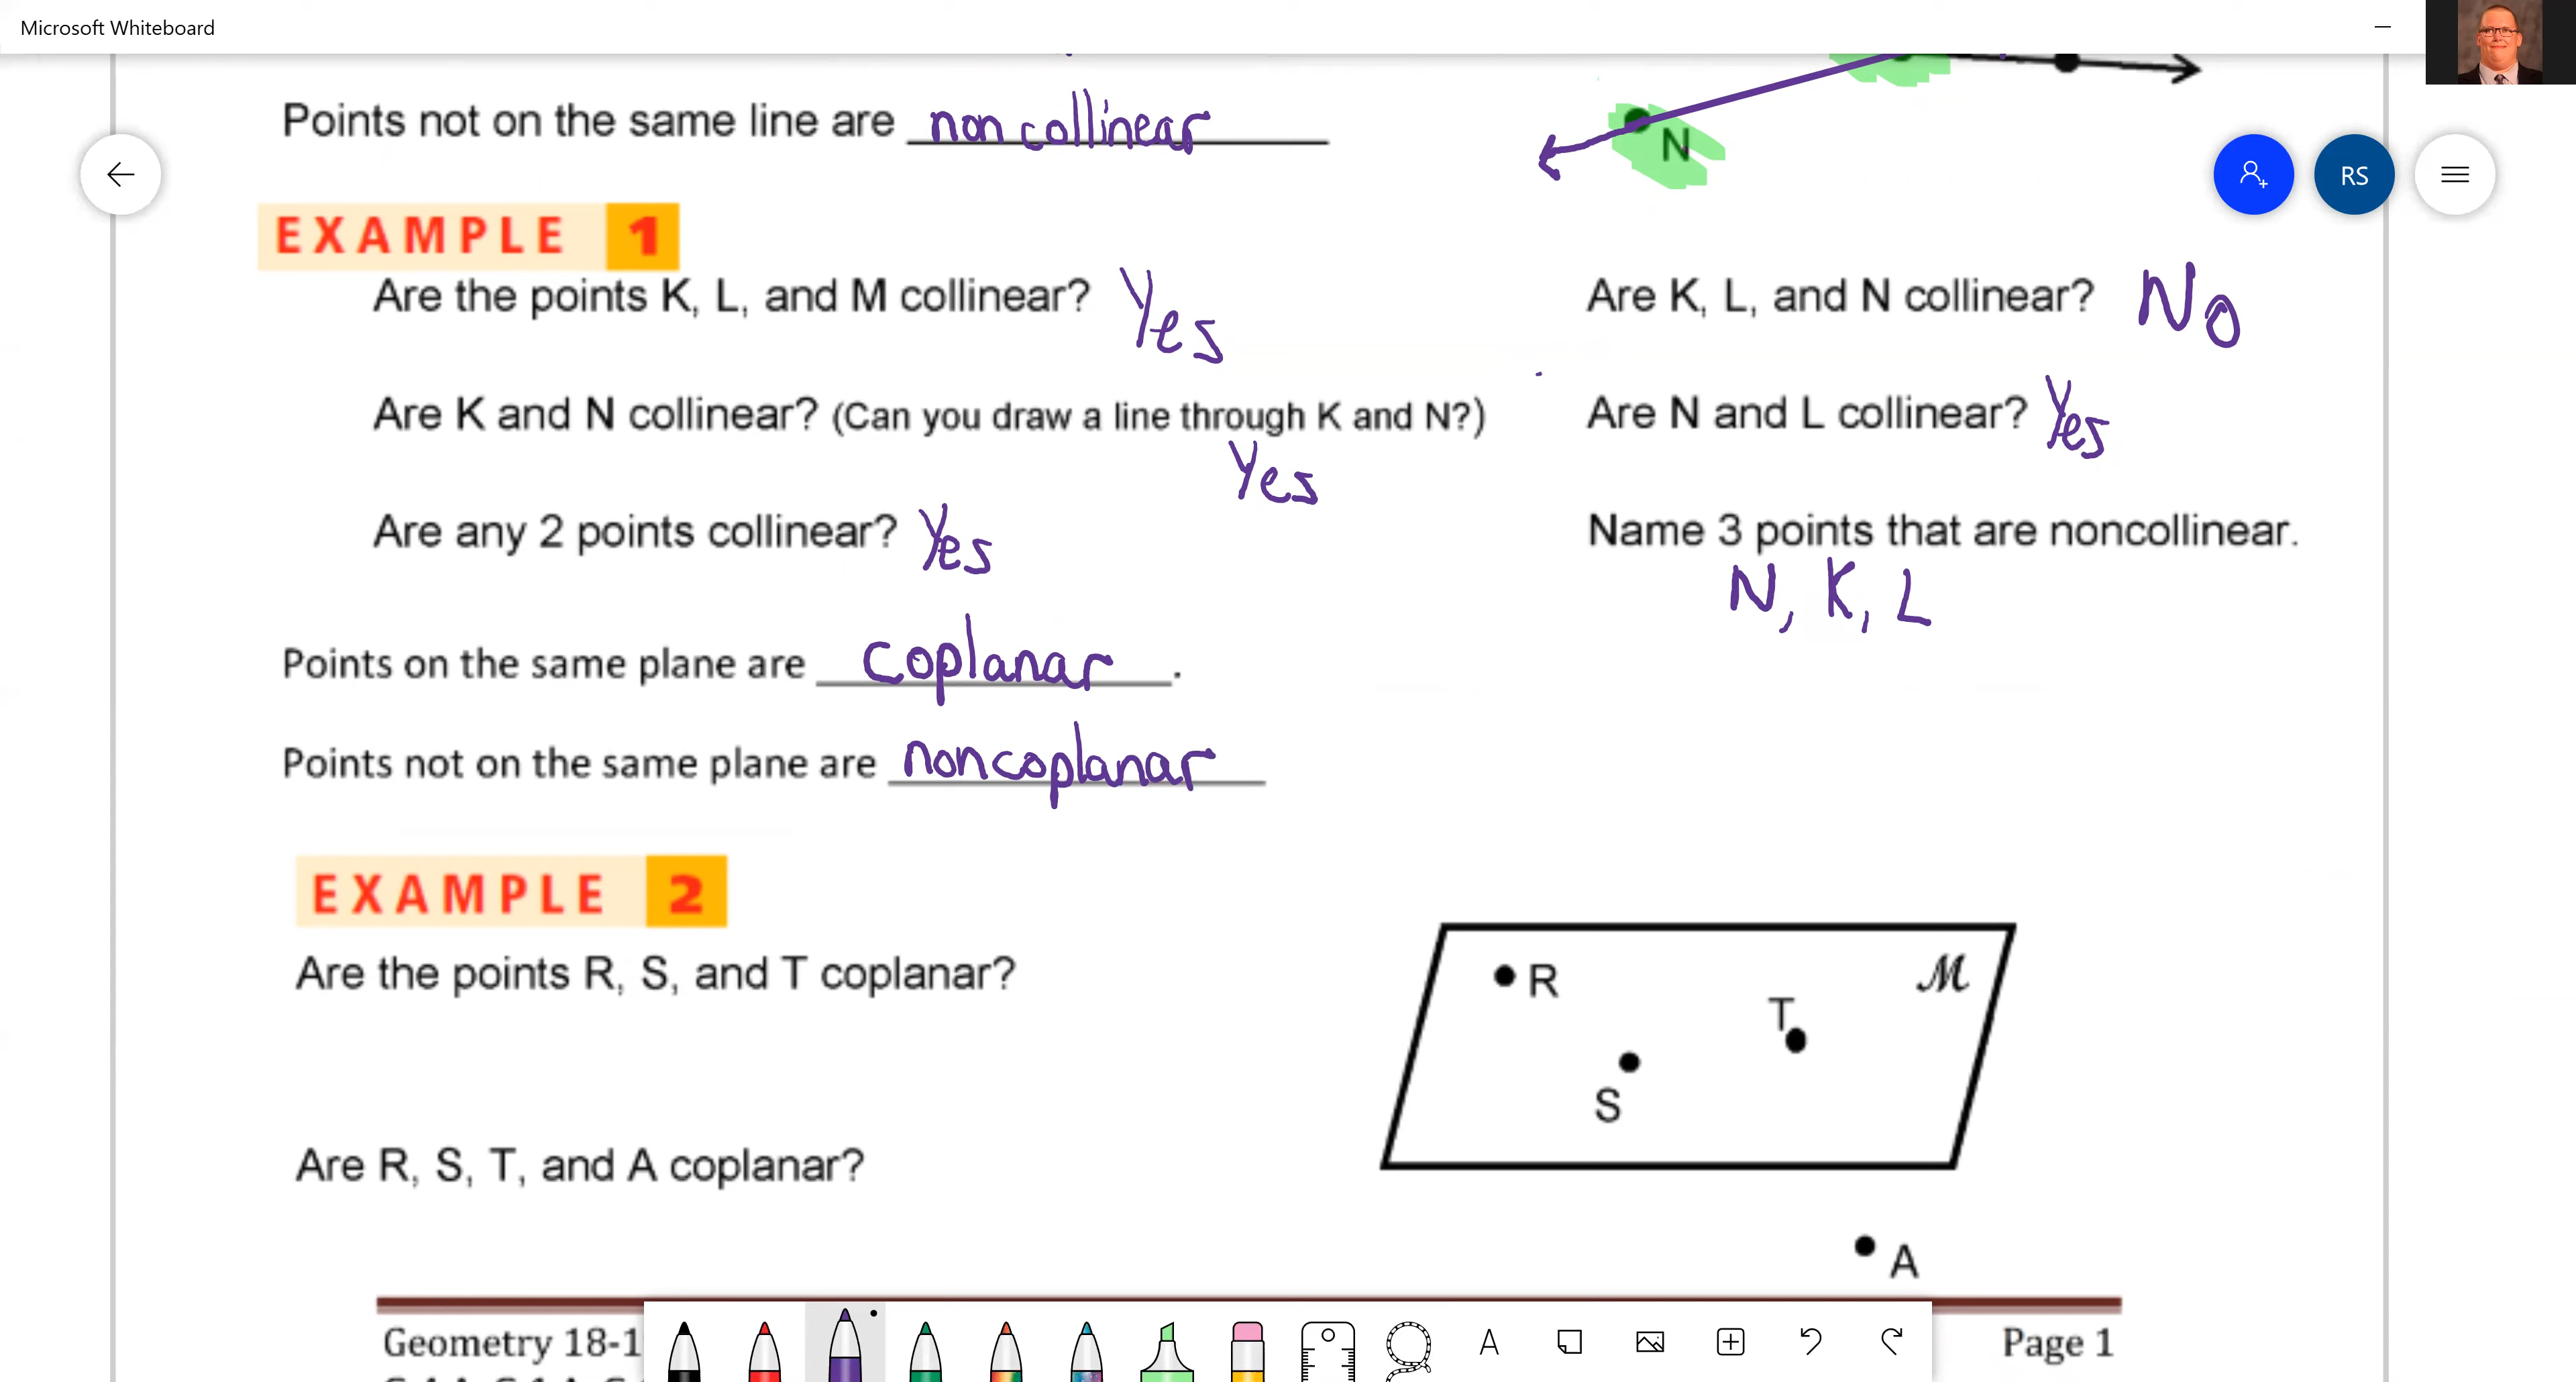 Microsoft Whiteboard
Points not on the same line are non collinear
N
RS
EXAMPLE 1
Are the points K, L, and M collinear? Yes
Are K, L, and N collinear? No
Are K and N collinear? (Can you draw a line through K and N?) Yes
Are N and L collinear? Yes
Are any 2 points collinear? Yes
Name 3 points that are noncollinear.
N, K, L
Points on the same plane are coplanar.
Points not on the same plane are noncoplanar
EXAMPLE 2
Are the points R, S, and T coplanar?
R
M
T
S
Are R, S, T, and A coplanar?
A
Geometry 18-1
Page 1